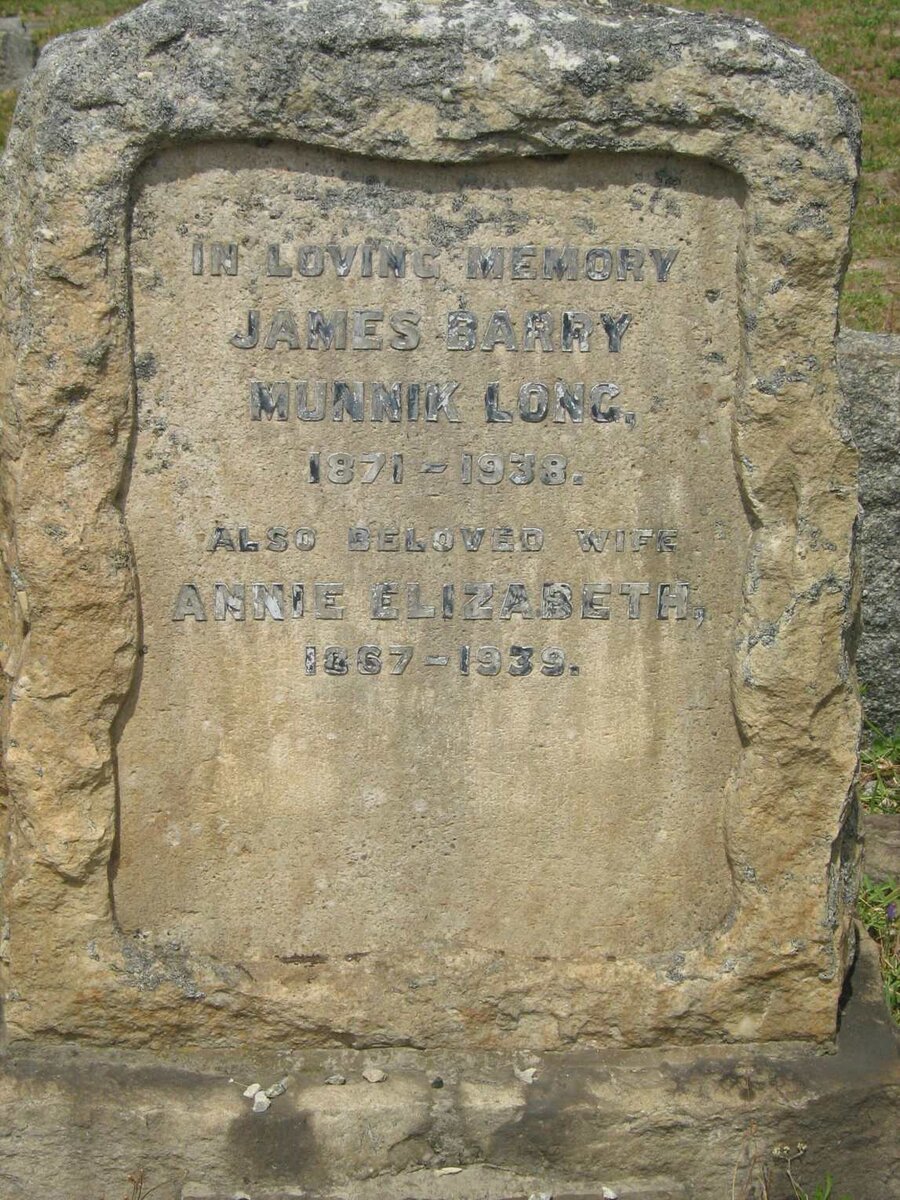 IN LOVING MEMORY
JAMES BARRY
MUNNIK LONG,
1871 - 1938.
ALSO BELOVED WIFE
ANNIE ELIZABETH,
1867 - 1939.